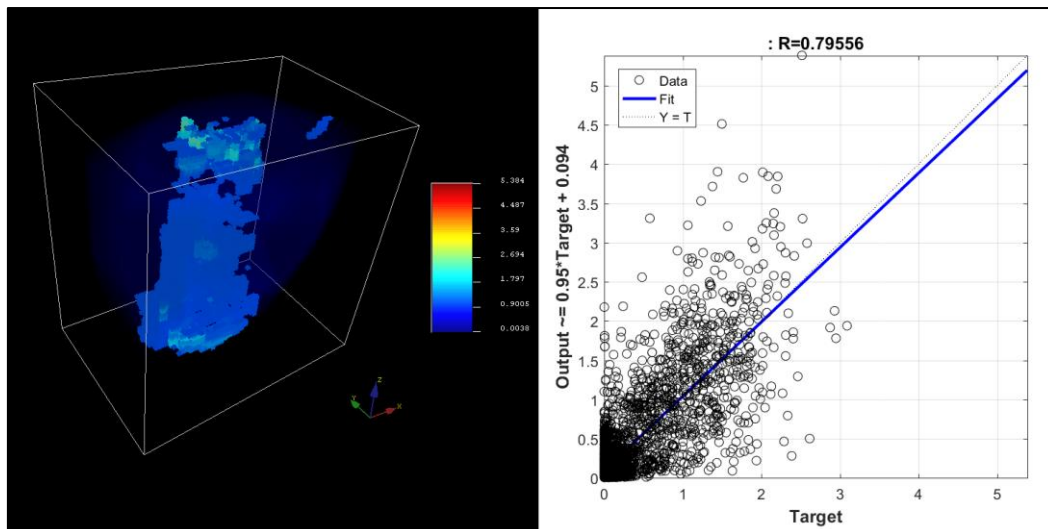 5.384
4.487
3.59
2.694
1.797
0.9005
0.0038
Z
Y
X
: R=0.79556
Data
Fit
Y = T
Output ~= 0.95*Target + 0.094
5
4.5
4
3.5
3
2.5
2
1.5
1
0.5
0
0 1 2 3 4 5
Target